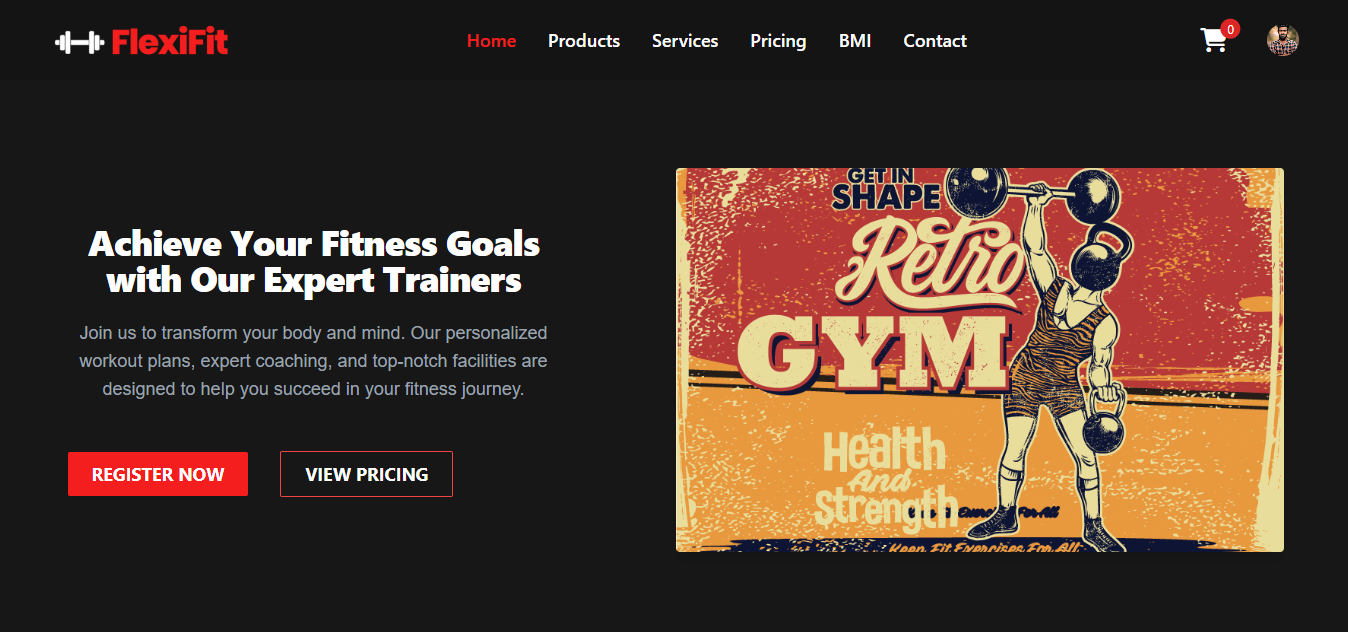 FlexiFit
Home Products Services Pricing BMI Contact
0
Achieve Your Fitness Goals
with Our Expert Trainers
Join us to transform your body and mind. Our personalized
workout plans, expert coaching, and top-notch facilities are
designed to help you succeed in your fitness journey.
REGISTER NOW VIEW PRICING
GET IN
SHAPE
Retro
GYM
Health
And
Strength
For All
Keep Fit Exercises For All